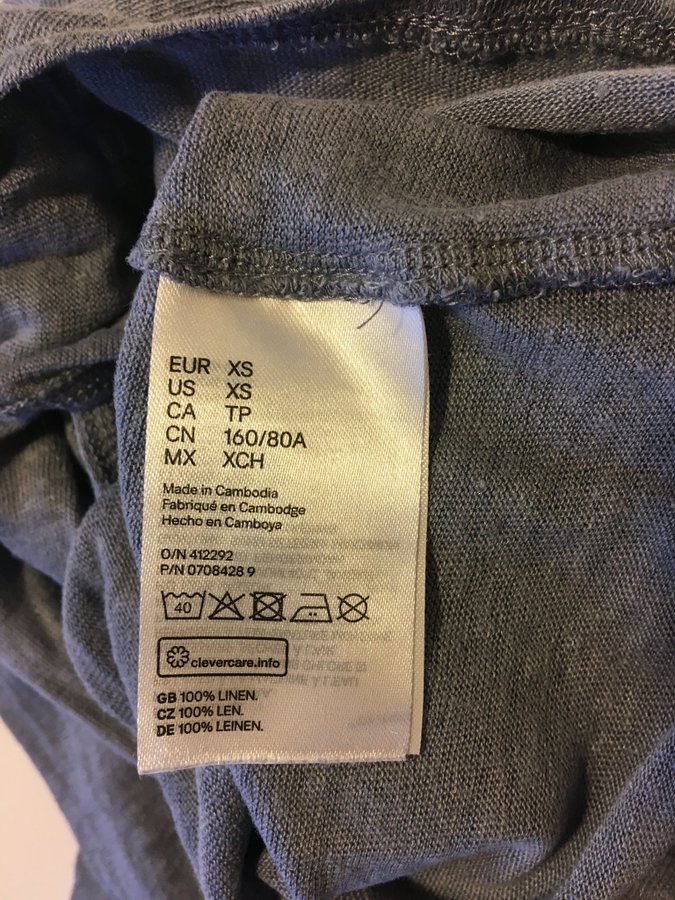 EUR XS
US XS
CA TP
CN 160/80A
MX XCH
Made in Cambodia
Fabriqué en Cambodge
Hecho en Camboya
O/N 412292
P/N 0708428 9
40
clevercare.info
GB 100% LINEN.
CZ 100% LEN.
DE 100% LEINEN.